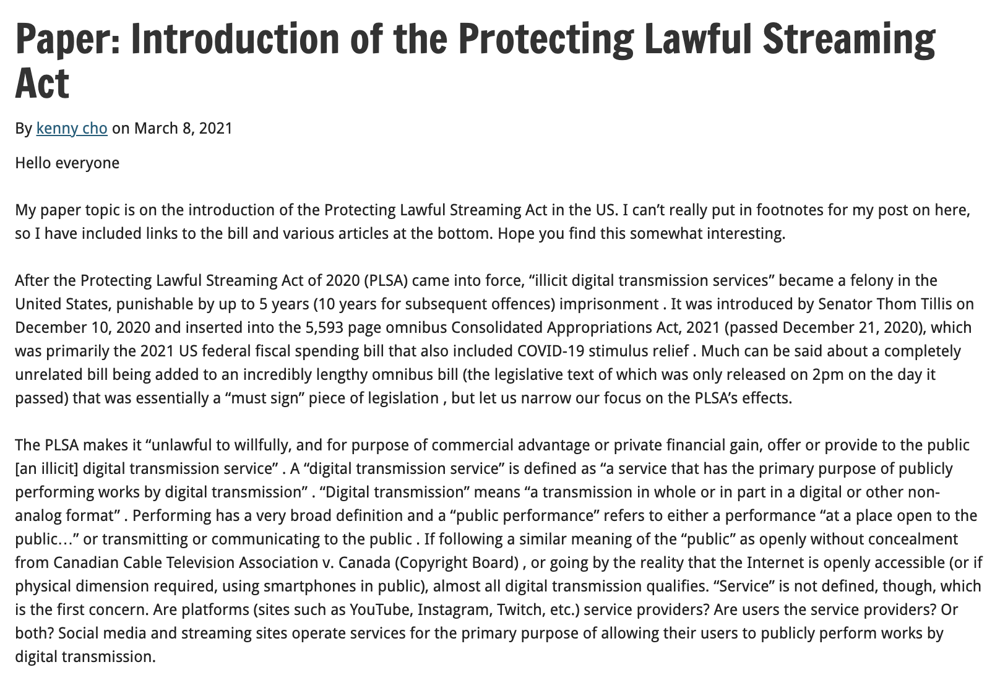 Paper: Introduction of the Protecting Lawful Streaming
Act
By kenny cho on March 8, 2021
Hello everyone
My paper topic is on the introduction of the Protecting Lawful Streaming Act in the US. I can’t really put in footnotes for my post on here,
so I have included links to the bill and various articles at the bottom. Hope you find this somewhat interesting.
After the Protecting Lawful Streaming Act of 2020 (PLSA) came into force, “illicit digital transmission services” became a felony in the
United States, punishable by up to 5 years (10 years for subsequent offences) imprisonment . It was introduced by Senator Thom Tillis on
December 10, 2020 and inserted into the 5,593 page omnibus Consolidated Appropriations Act, 2021 (passed December 21, 2020), which
was primarily the 2021 US federal fiscal spending bill that also included COVID-19 stimulus relief . Much can be said about a completely
unrelated bill being added to an incredibly lengthy omnibus bill (the legislative text of which was only released on 2pm on the day it
passed) that was essentially a “must sign” piece of legislation , but let us narrow our focus on the PLSA’s effects.
The PLSA makes it “unlawful to willfully, and for purpose of commercial advantage or private financial gain, offer or provide to the public
[an illicit] digital transmission service” . A “digital transmission service” is defined as “a service that has the primary purpose of publicly
performing works by digital transmission” . “Digital transmission” means “a transmission in whole or in part in a digital or other non-
analog format” . Performing has a very broad definition and a “public performance” refers to either a performance “at a place open to the
public…” or transmitting or communicating to the public . If following a similar meaning of the “public” as openly without concealment
from Canadian Cable Television Association v. Canada (Copyright Board) , or going by the reality that the Internet is openly accessible (or if
physical dimension required, using smartphones in public), almost all digital transmission qualifies. “Service” is not defined, though, which
is the first concern. Are platforms (sites such as YouTube, Instagram, Twitch, etc.) service providers? Are users the service providers? Or
both? Social media and streaming sites operate services for the primary purpose of allowing their users to publicly perform works by
digital transmission.